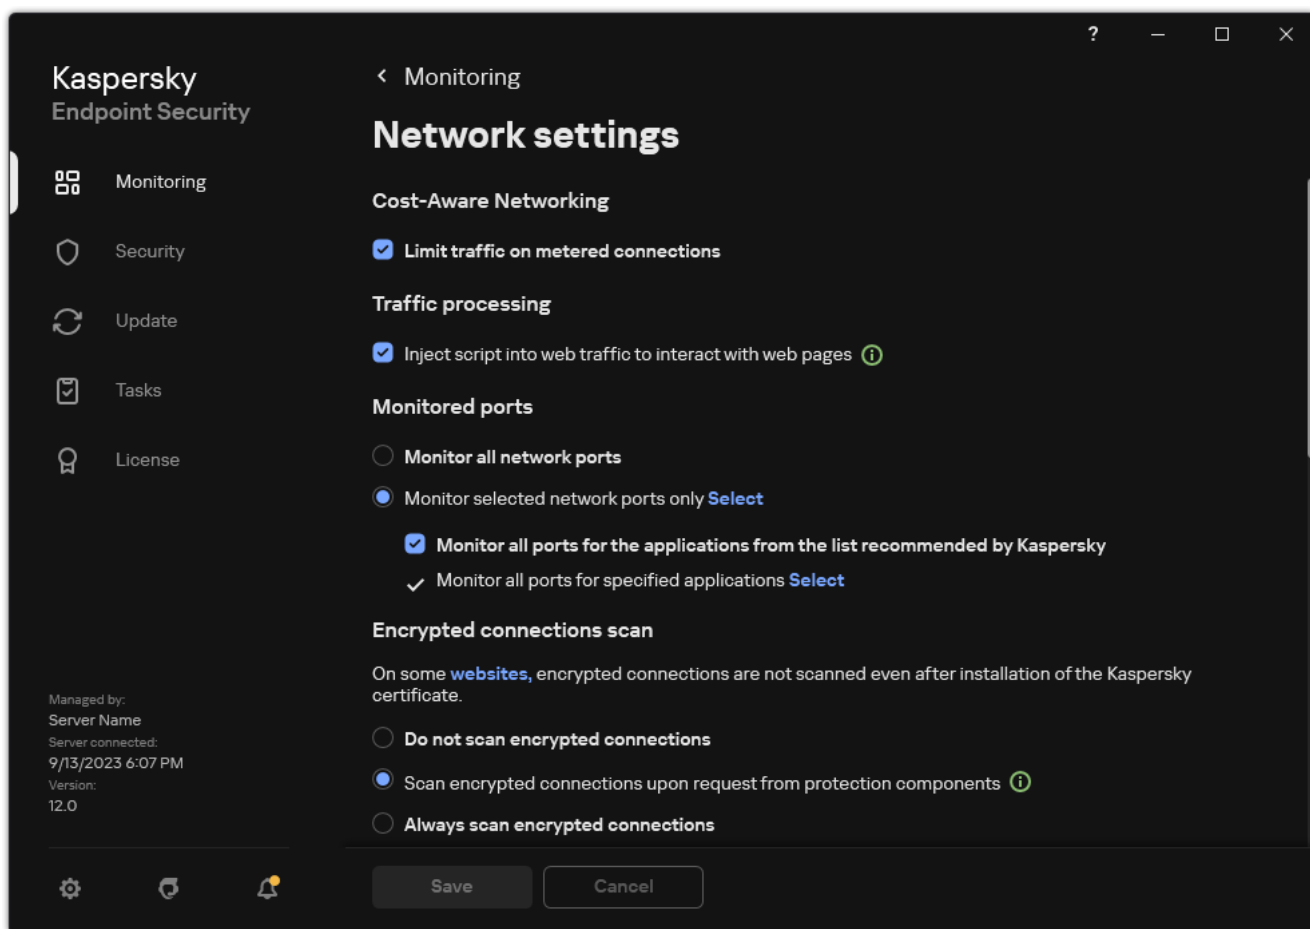 ?
Kaspersky
Endpoint Security
Monitoring
Security
Update
Tasks
License
Managed by:
Server Name
Server connected:
9/13/2023 6:07 PM
Version:
12.0
Monitoring
Network settings
Cost-Aware Networking
Limit traffic on metered connections
Traffic processing
Inject script into web traffic to interact with web pages
Monitored ports
Monitor all network ports
Monitor selected network ports only Select
Monitor all ports for the applications from the list recommended by Kaspersky
Monitor all ports for specified applications Select
Encrypted connections scan
On some websites, encrypted connections are not scanned even after installation of the Kaspersky
certificate.
Do not scan encrypted connections
Scan encrypted connections upon request from protection components
Always scan encrypted connections
Save
Cancel